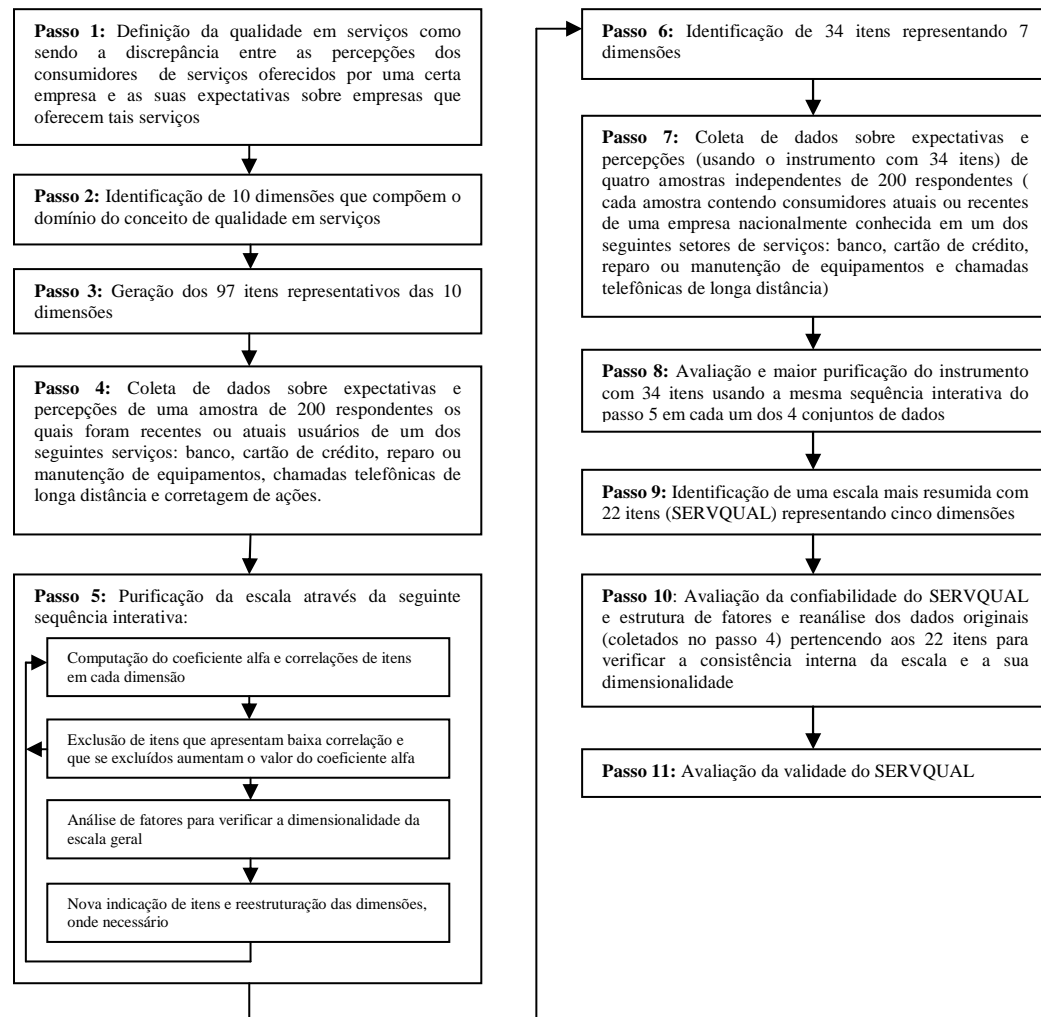 Passo 1: Definição da qualidade em serviços como
sendo a discrepância entre as percepções dos
consumidores de serviços oferecidos por uma certa
empresa e as suas expectativas sobre empresas que
oferecem tais serviços
Passo 2: Identificação de 10 dimensões que compõem o
domínio do conceito de qualidade em serviços
Passo 3: Geração dos 97 itens representativos das 10
dimensões
Passo 4: Coleta de dados sobre expectativas e
percepções de uma amostra de 200 respondentes os
quais foram recentes ou atuais usuários de um dos
seguintes serviços: banco, cartão de crédito, reparo ou
manutenção de equipamentos, chamadas telefônicas de
longa distância e corretagem de ações.
Passo 5: Purificação da escala através da seguinte
sequência interativa:
Computação do coeficiente alfa e correlações de itens
em cada dimensão
Exclusão de itens que apresentam baixa correlação e
que se excluídos aumentam o valor do coeficiente alfa
Análise de fatores para verificar a dimensionalidade da
escala geral
Nova indicação de itens e reestruturação das dimensões,
onde necessário
Passo 6: Identificação de 34 itens representando 7
dimensões
Passo 7: Coleta de dados sobre expectativas e
percepções (usando o instrumento com 34 itens) de
quatro amostras independentes de 200 respondentes (
cada amostra contendo consumidores atuais ou recentes
de uma empresa nacionalmente conhecida em um dos
seguintes setores de serviços: banco, cartão de crédito,
reparo ou manutenção de equipamentos e chamadas
telefônicas de longa distância)
Passo 8: Avaliação e maior purificação do instrumento
com 34 itens usando a mesma sequência interativa do
passo 5 em cada um dos 4 conjuntos de dados
Passo 9: Identificação de uma escala mais resumida com
22 itens (SERVQUAL) representando cinco dimensões
Passo 10: Avaliação da confiabilidade do SERVQUAL
e estrutura de fatores e reanálise dos dados originais
(coletados no passo 4) pertencendo aos 22 itens para
verificar a consistência interna da escala e a sua
dimensionalidade
Passo 11: Avaliação da validade do SERVQUAL